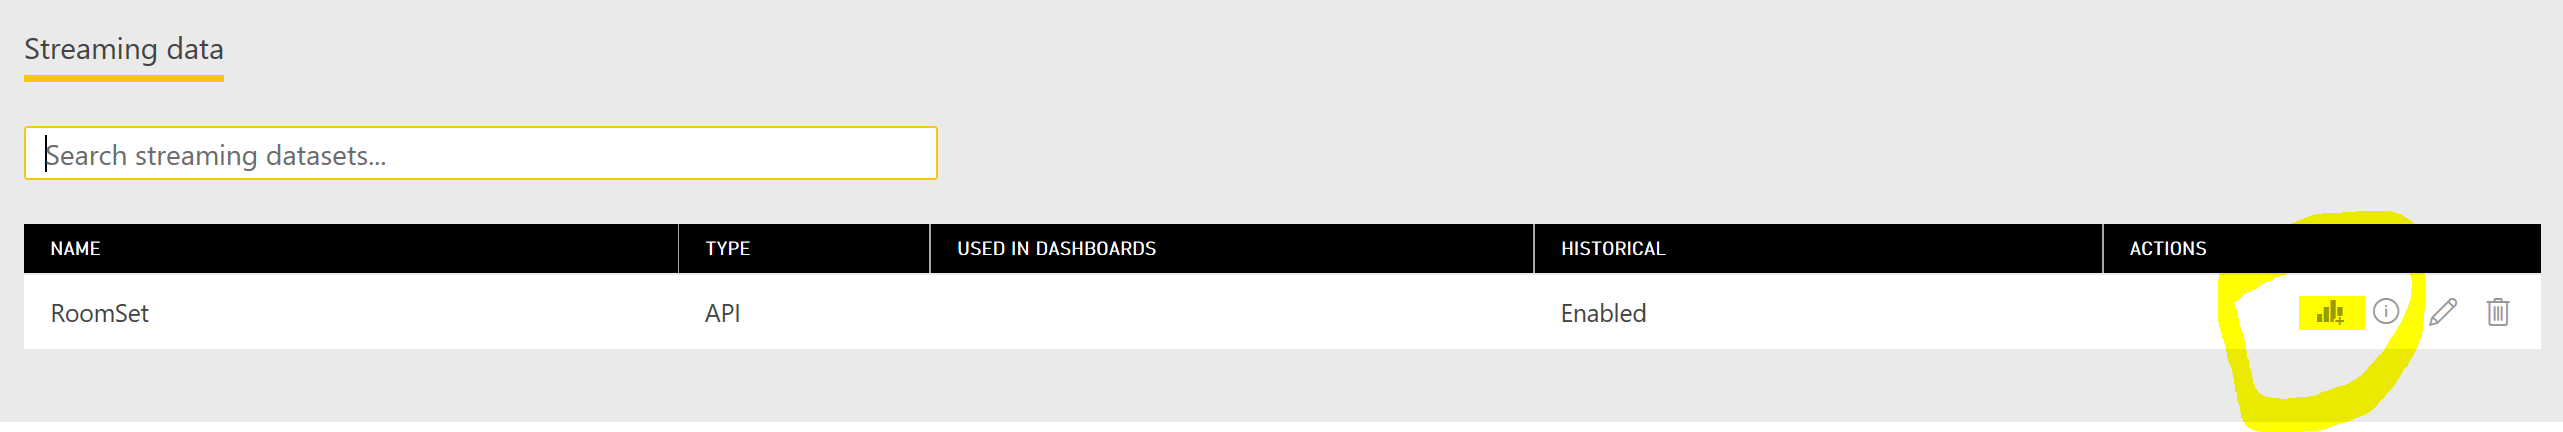 Streaming data
Search streaming datasets...
NAME TYPE USED IN DASHBOARDS HISTORICAL ACTIONS
RoomSet API Enabled